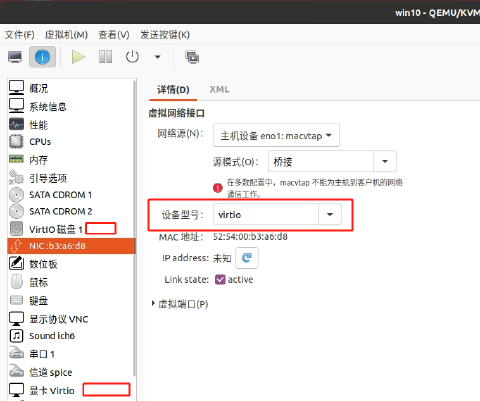 win10 - QEMU/KVM
文件(F) 虚拟机(M) 查看(V) 发送按键(K)
概况
系统信息
性能
CPUs
内存
引导选项
SATA CDROM 1
SATA CDROM 2
VirtIO 磁盘 1
NIC:b3:a6:d8
数位板
鼠标
键盘
显示协议 VNC
Sound ich6
串口 1
信道 spice
显卡 Virtio
详情(D) XML
虚拟网络接口
网络源(N): 主机设备 eno1: macvtap
源模式(O): 桥接
在多数配置中，macvtap 不能为主机到客户机的网络
通信工作。
设备型号: virtio
MAC 地址: 52:54:00:b3:a6:d8
IP address: 未知
Link state: active
虚拟端口(P)